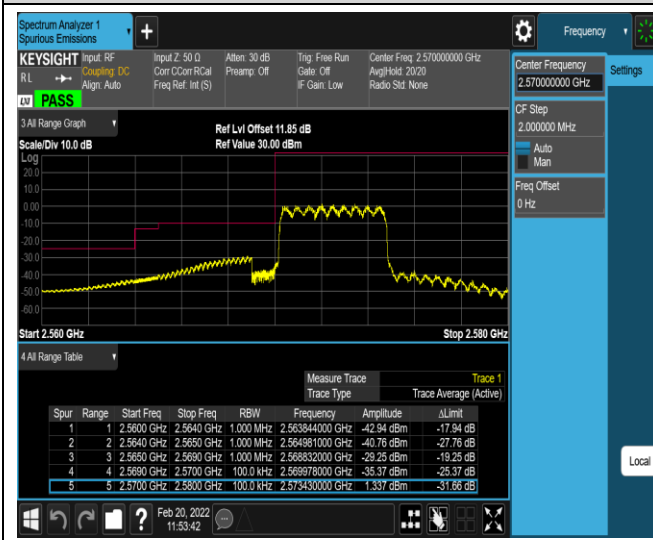 Spectrum Analyzer 1
Spurious Emissions
Frequency
KEYSIGHT Input: RF Input Z: 50 Ω Atten: 30 dB Trig: Free Run Center Freq: 2.570000000 GHz
RL Coupling: DC Corr CCorr RCal Preamp: Off Gate: Off Avg|Hold: 20/20
Align: Auto Freq Ref: Int (S) IF Gain: Low Radio Std: None
LXI PASS
Center Frequency
2.570000000 GHz
Settings
CF Step
2.000000 MHz
Auto
Man
Freq Offset
0 Hz
3 All Range Graph
Ref Lvl Offset 11.85 dB
Scale/Div 10.0 dB Ref Value 30.00 dBm
Log
20.0
10.0
0.00
-10.0
-20.0
-30.0
-40.0
-50.0
-60.0
Start 2.560 GHz Stop 2.580 GHz
4 All Range Table
Measure Trace Trace 1
Trace Type Trace Average (Active)
Spur Range Start Freq Stop Freq RBW Frequency Amplitude ΔLimit
1 1 2.5600 GHz 2.5640 GHz 1.000 MHz 2.563844000 GHz -42.94 dBm -17.94 dB
2 2 2.5640 GHz 2.5650 GHz 1.000 MHz 2.564981000 GHz -40.76 dBm -27.76 dB
3 3 2.5650 GHz 2.5690 GHz 1.000 MHz 2.568832000 GHz -29.25 dBm -19.25 dB
4 4 2.5690 GHz 2.5700 GHz 100.0 kHz 2.569978000 GHz -35.37 dBm -25.37 dB
5 5 2.5700 GHz 2.5800 GHz 100.0 kHz 2.573430000 GHz 1.337 dBm -31.66 dB
Local
Feb 20, 2022
11:53:42